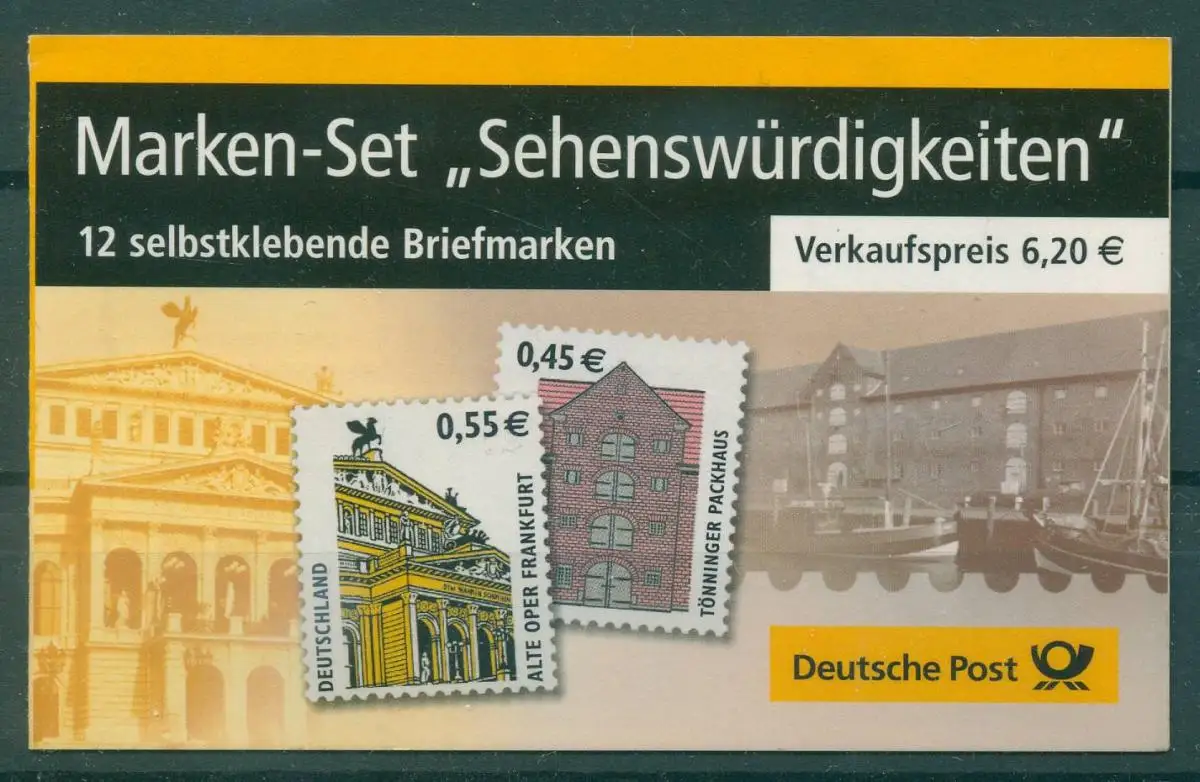 Marken-Set „Sehenswürdigkeiten“
12 selbstklebende Briefmarken
Verkaufspreis 6,20 €
0,45 €
TÖNNINGER PACKHAUS
0,55 €
DEUTSCHLAND
ALTE OPER FRANKFURT
Deutsche Post